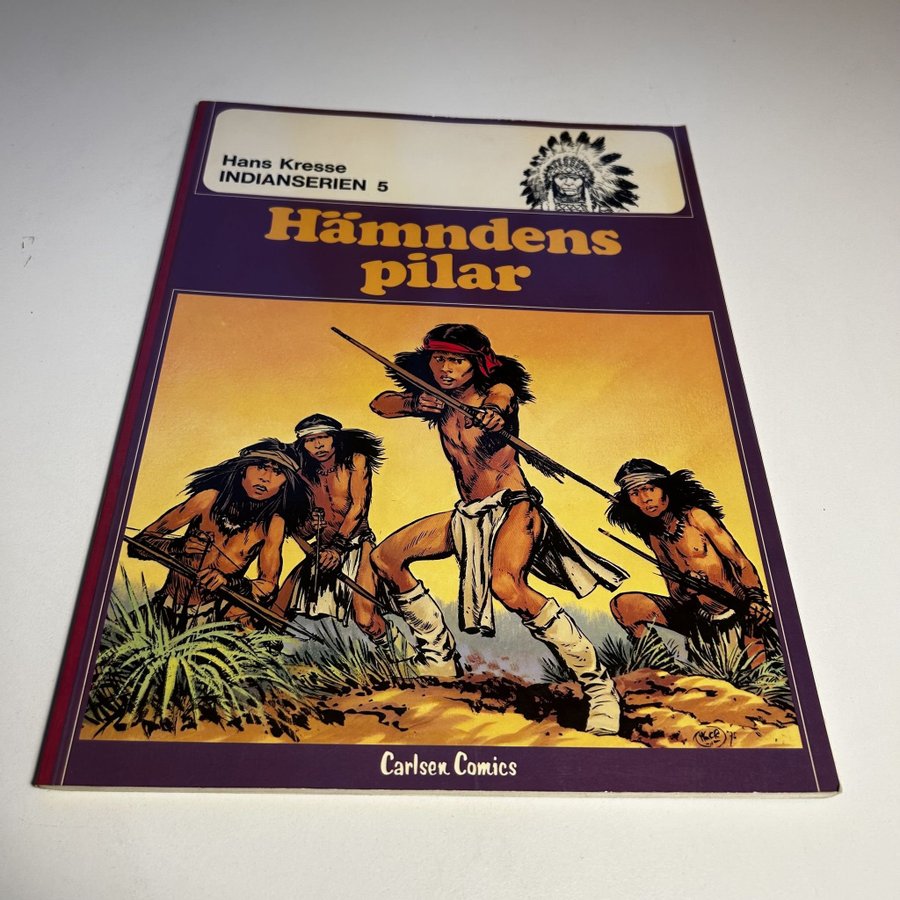 Hans Kresse
INDIANSERIEN 5
Hämndens
pilar
Carlsen Comics